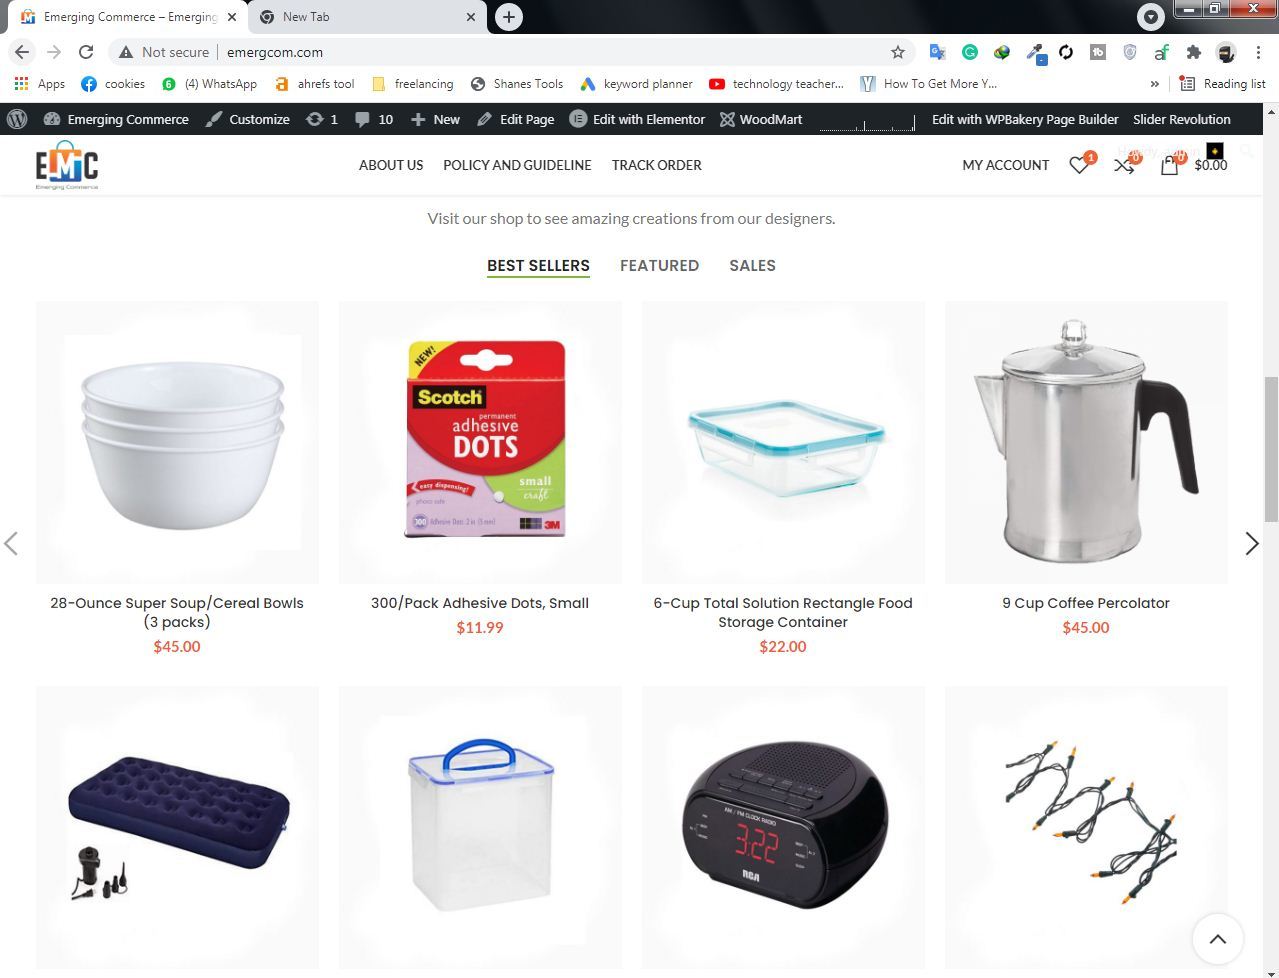 Emerging Commerce – Emerging
New Tab
Not secure
emergcom.com
Apps
cookies
(4) WhatsApp
ahrefs tool
freelancing
Shanes Tools
keyword planner
technology teacher...
How To Get More Y...
»
Reading list
Emerging Commerce
Customize
1
10
New
Edit Page
Edit with Elementor
WoodMart
Edit with WPBakery Page Builder
Slider Revolution
EMC
Emerging Commerce
ABOUT US
POLICY AND GUIDELINE
TRACK ORDER
MY ACCOUNT
1
0
0
$0.00
Visit our shop to see amazing creations from our designers.
BEST SELLERS
FEATURED
SALES
NEW!
Scotch
permanent
adhesive
DOTS
easy dispensing!
small
craft
photo safe
300 Adhesive Dots
3M
28-Ounce Super Soup/Cereal Bowls
(3 packs)
$45.00
300/Pack Adhesive Dots, Small
$11.99
6-Cup Total Solution Rectangle Food
Storage Container
$22.00
9 Cup Coffee Percolator
$45.00
AM / FM CLOCK RADIO
3:22
RCA